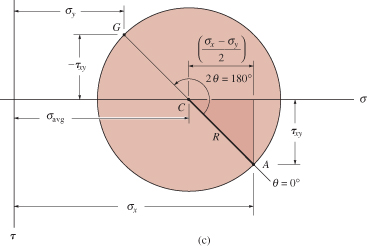 σy
G
(σx − σy / 2)
−τxy
2θ = 180°
C
σ
σavg
τxy
R
A
θ = 0°
σx
τ
(c)